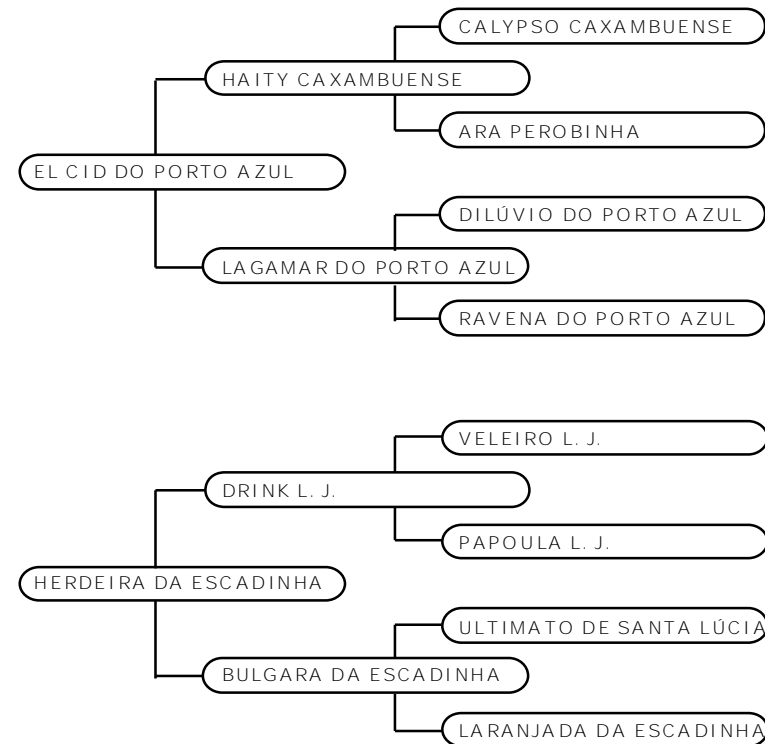 CALYPSO CAXAMBUENSE
HAITY CAXAMBUENSE
ARA PEROBINHA
EL CID DO PORTO AZUL
DILÚVIO DO PORTO AZUL
LAGAMAR DO PORTO AZUL
RAVENA DO PORTO AZUL
VELEIRO L. J.
DRINK L. J.
PAPOULA L. J.
HERDEIRA DA ESCADINHA
ULTIMATO DE SANTA LÚCIA
BULGARA DA ESCADINHA
LARANJADA DA ESCADINHA